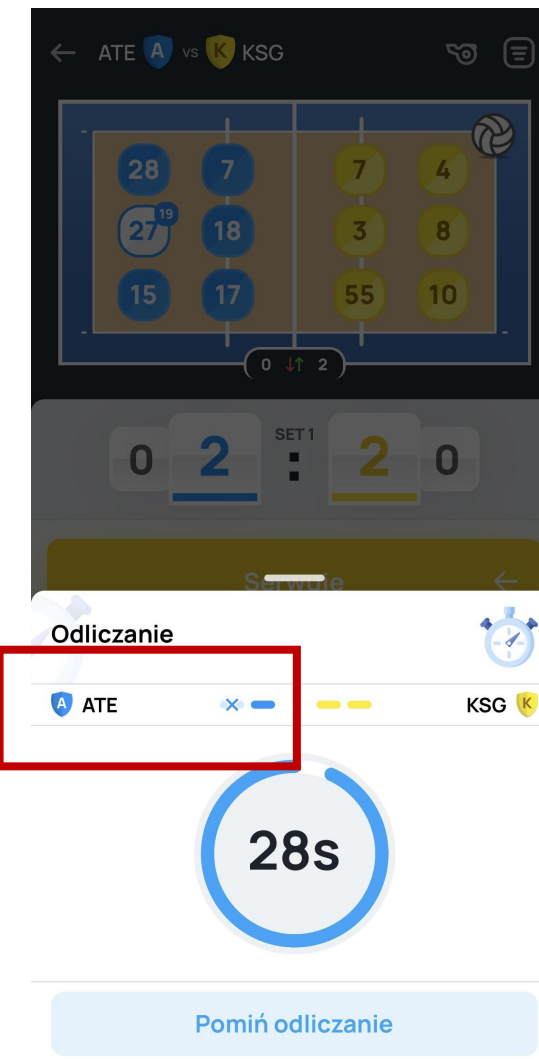 ATE A vs K KSG
28 7 7 4
27 19 18 3 8
15 17 55 10
0 ↓↑ 2
SET 1
0 2 : 2 0
Serwuje ←
Odliczanie
A ATE × KSG K
28s
Pomiń odliczanie